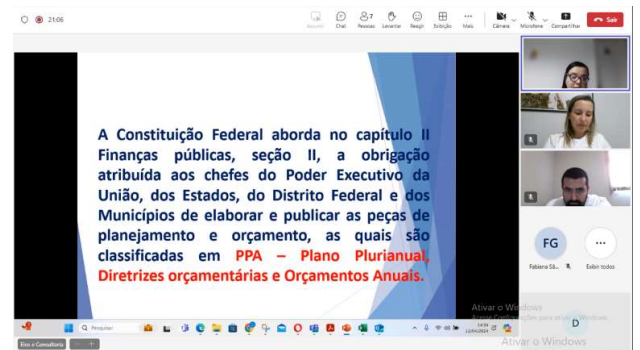 21:06
Chat
7
Pessoas
Levantar
Reagir
Exibição
Mais
Câmera
Microfone
Compartilhar
Sair
A Constituição Federal aborda no capítulo II
Finanças públicas, seção II, a obrigação
atribuída aos chefes do Poder Executivo da
União, dos Estados, do Distrito Federal e dos
Municípios de elaborar e publicar as peças de
planejamento e orçamento, as quais são
classificadas em PPA – Plano Plurianual,
Diretrizes orçamentárias e Orçamentos Anuais.
FG
Exibir todos
D
Ativar o Windows
Pesquisar
Ativar o Windows